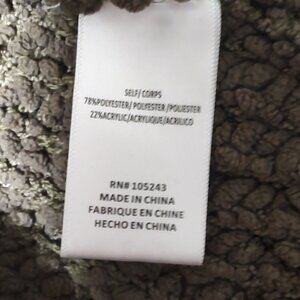 SELF/ CORPS
78%POLYESTER/ POLYESTER /POLIESTER
22%ACRYLIC/ACRYLIQUE/ACRILICO
RN# 105243
MADE IN CHINA
FABRIQUE EN CHINE
HECHO EN CHINA